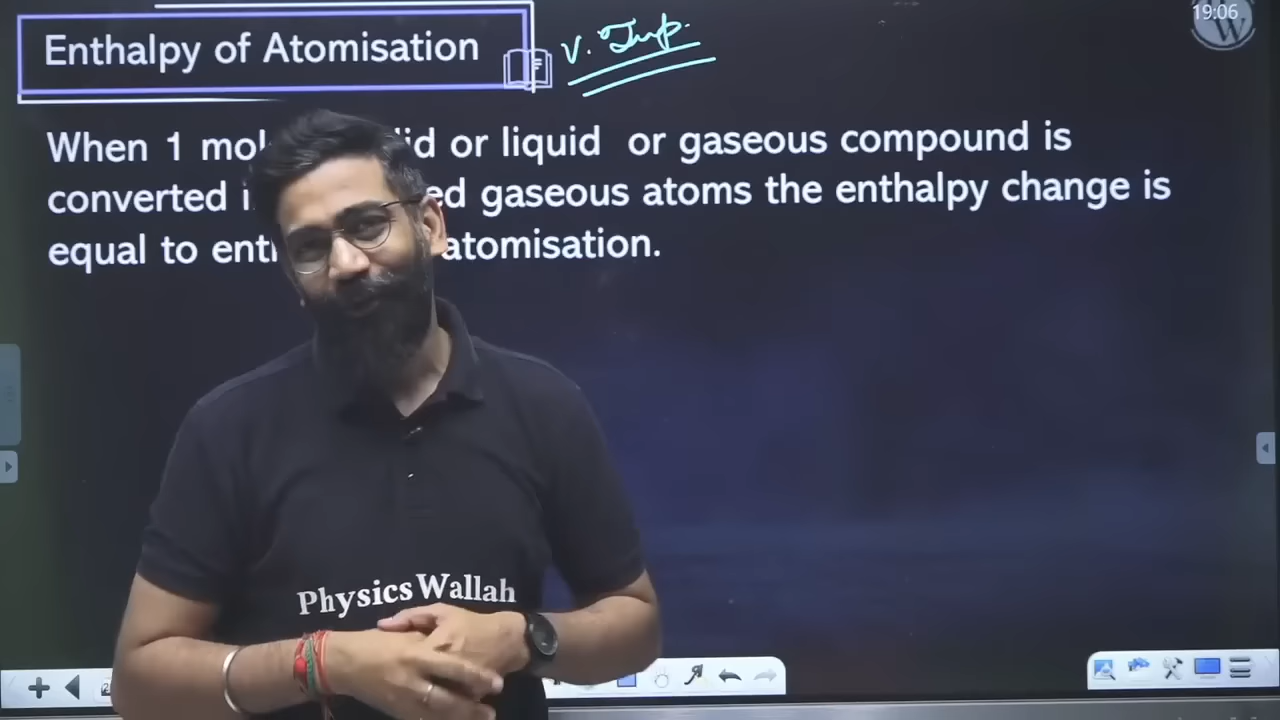 Enthalpy of Atomisation V. Imp.
19:06
W
When 1 mol lid or liquid or gaseous compound is
converted i ed gaseous atoms the enthalpy change is
equal to ent atomisation.
Physics Wallah